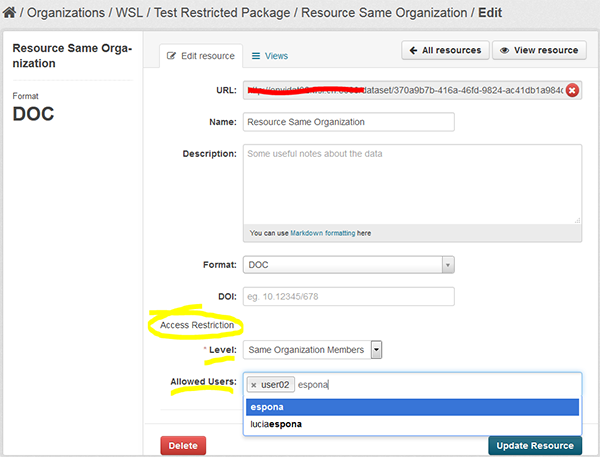 / Organizations / WSL / Test Restricted Package / Resource Same Organization / Edit
Resource Same Orga-
nization
Format
DOC
Edit resource
Views
All resources
View resource
URL:
/dataset/370a9b7b-416a-46fd-9824-ac41db1a984c
Name:
Resource Same Organization
Description:
Some useful notes about the data
You can use Markdown formatting here
Format:
DOC
DOI:
eg. 10.12345/678
Access Restriction
* Level:
Same Organization Members
Allowed Users:
× user02 espona
espona
luciaespona
Delete
Update Resource